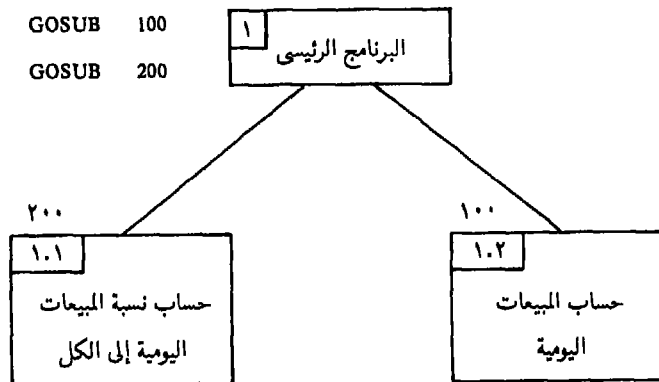 GOSUB 100
GOSUB 200
١
البرنامج الرئيسى
١٠٠
١.٢
حساب المبيعات
اليومية
٢٠٠
١.١
حساب نسبة المبيعات
اليومية إلى الكل